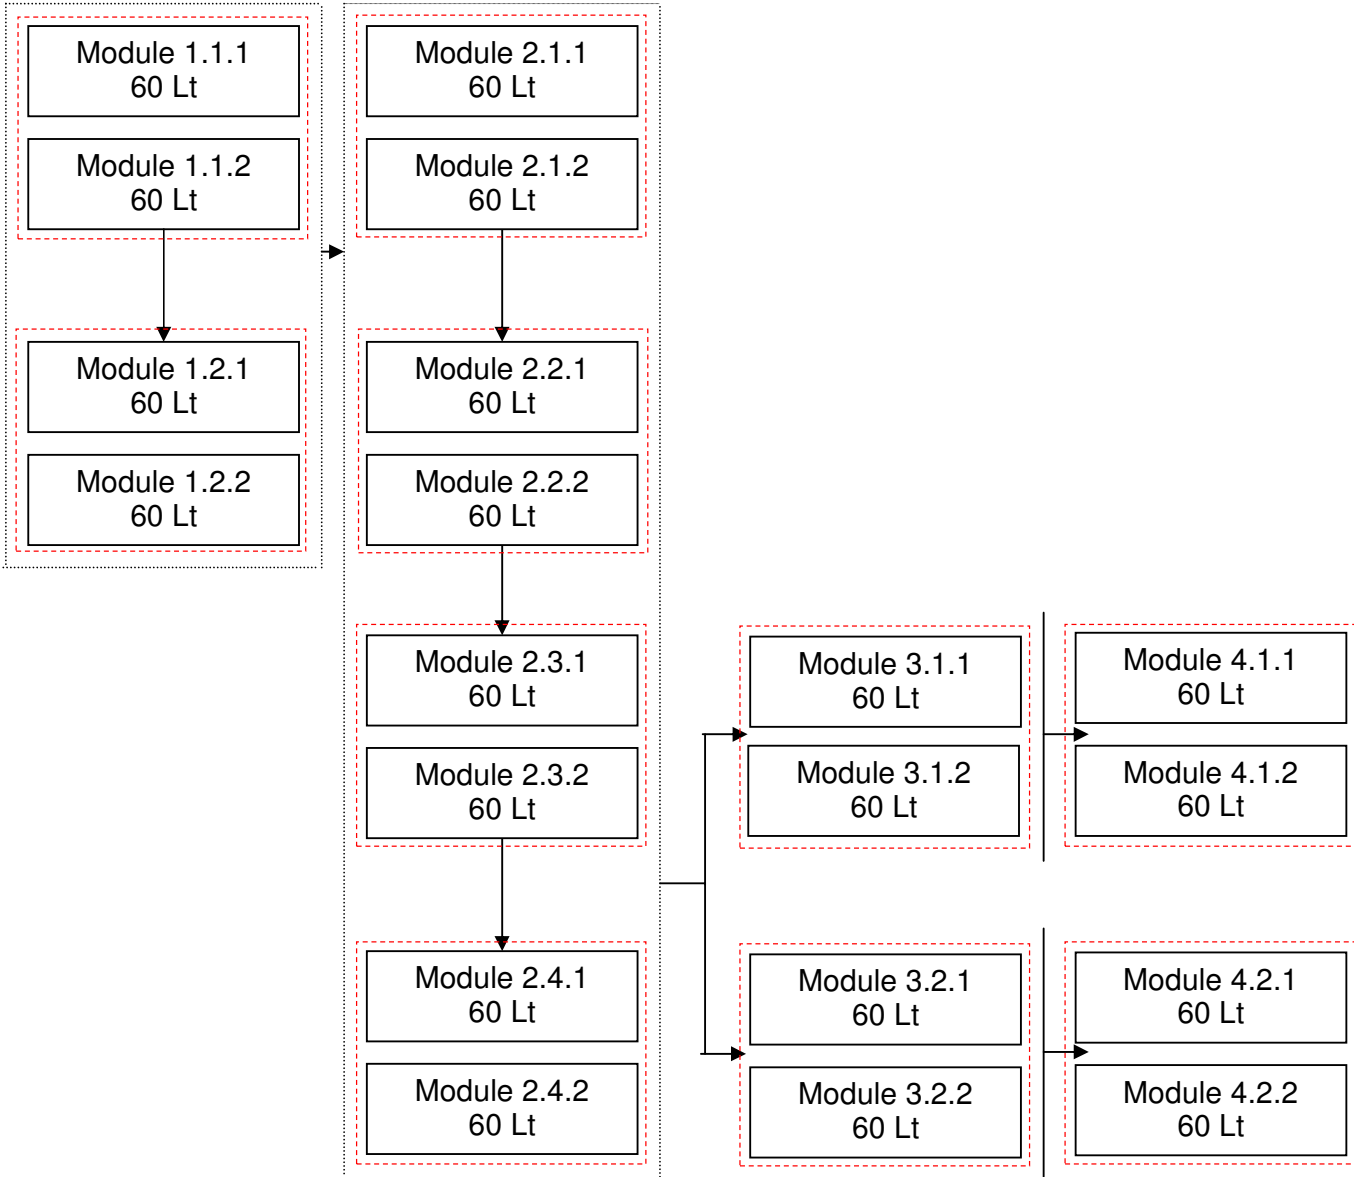 Module 1.1.1
60 Lt
Module 1.1.2
60 Lt
Module 1.2.1
60 Lt
Module 1.2.2
60 Lt
Module 2.1.1
60 Lt
Module 2.1.2
60 Lt
Module 2.2.1
60 Lt
Module 2.2.2
60 Lt
Module 2.3.1
60 Lt
Module 2.3.2
60 Lt
Module 2.4.1
60 Lt
Module 2.4.2
60 Lt
Module 3.1.1
60 Lt
Module 3.1.2
60 Lt
Module 3.2.1
60 Lt
Module 3.2.2
60 Lt
Module 4.1.1
60 Lt
Module 4.1.2
60 Lt
Module 4.2.1
60 Lt
Module 4.2.2
60 Lt